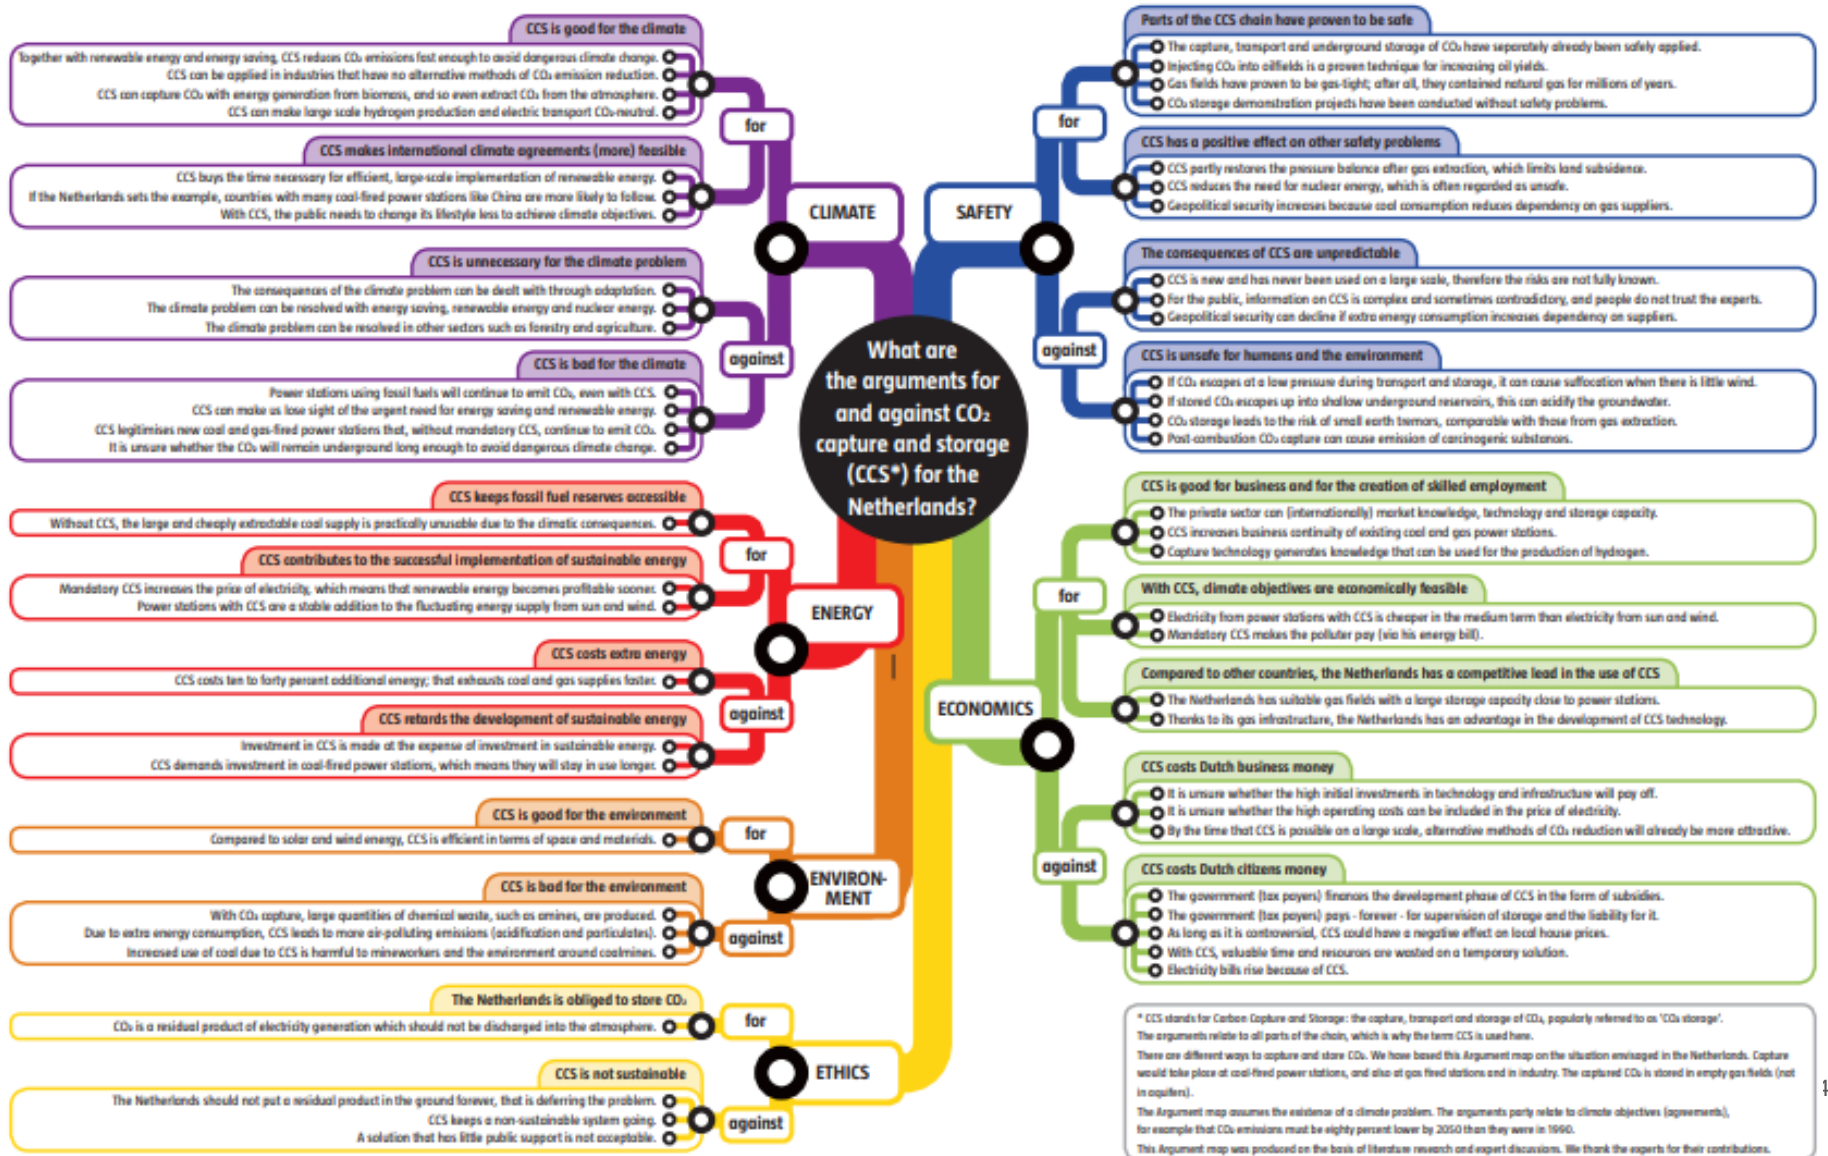 What are
the arguments for
and against CO₂
capture and storage
(CCS*) for the
Netherlands?
CLIMATE
for
CCS is good for the climate
Together with renewable energy and energy saving, CCS reduces CO₂ emissions fast enough to avoid dangerous climate change.
CCS can be applied in industries that have no alternative methods of CO₂ emission reduction.
CCS can capture CO₂ with energy generation from biomass, and so even extract CO₂ from the atmosphere.
CCS can make large scale hydrogen production and electric transport CO₂-neutral.
CCS makes international climate agreements (more) feasible
CCS buys the time necessary for efficient, large-scale implementation of renewable energy.
If the Netherlands sets the example, countries with many coal-fired power stations like China are more likely to follow.
With CCS, the public needs to change its lifestyle less to achieve climate objectives.
against
CCS is unnecessary for the climate problem
The consequences of the climate problem can be dealt with through adaptation.
The climate problem can be resolved with energy saving, renewable energy and nuclear energy.
The climate problem can be resolved in other sectors such as forestry and agriculture.
CCS is bad for the climate
Power stations using fossil fuels will continue to emit CO₂, even with CCS.
CCS can make us lose sight of the urgent need for energy saving and renewable energy.
CCS legitimises new coal and gas-fired power stations that, without mandatory CCS, continue to emit CO₂.
It is unsure whether the CO₂ will remain underground long enough to avoid dangerous climate change.
ENERGY
for
CCS keeps fossil fuel reserves accessible
Without CCS, the large and cheaply extractable coal supply is practically unusable due to the climatic consequences.
CCS contributes to the successful implementation of sustainable energy
Mandatory CCS increases the price of electricity, which means that renewable energy becomes profitable sooner.
Power stations with CCS are a stable addition to the fluctuating energy supply from sun and wind.
against
CCS costs extra energy
CCS costs ten to forty percent additional energy; that exhausts coal and gas supplies faster.
CCS retards the development of sustainable energy
Investment in CCS is made at the expense of investment in sustainable energy.
CCS demands investment in coal-fired power stations, which means they will stay in use longer.
ENVIRON-
MENT
for
CCS is good for the environment
Compared to solar and wind energy, CCS is efficient in terms of space and materials.
against
CCS is bad for the environment
With CO₂ capture, large quantities of chemical waste, such as amines, are produced.
Due to extra energy consumption, CCS leads to more air-polluting emissions (acidification and particulates).
Increased use of coal due to CCS is harmful to mineworkers and the environment around coalmines.
ETHICS
for
The Netherlands is obliged to store CO₂
CO₂ is a residual product of electricity generation which should not be discharged into the atmosphere.
against
CCS is not sustainable
The Netherlands should not put a residual product in the ground forever, that is deferring the problem.
CCS keeps a non-sustainable system going.
A solution that has little public support is not acceptable.
SAFETY
for
Parts of the CCS chain have proven to be safe
The capture, transport and underground storage of CO₂ have separately already been safely applied.
Injecting CO₂ into oilfields is a proven technique for increasing oil yields.
Gas fields have proven to be gas-tight; after all, they contained natural gas for millions of years.
CO₂ storage demonstration projects have been conducted without safety problems.
CCS has a positive effect on other safety problems
CCS partly restores the pressure balance after gas extraction, which limits land subsidence.
CCS reduces the need for nuclear energy, which is often regarded as unsafe.
Geopolitical security increases because coal consumption reduces dependency on gas suppliers.
against
The consequences of CCS are unpredictable
CCS is new and has never been used on a large scale, therefore the risks are not fully known.
For the public, information on CCS is complex and sometimes contradictory, and people do not trust the experts.
Geopolitical security can decline if extra energy consumption increases dependency on suppliers.
CCS is unsafe for humans and the environment
If CO₂ escapes at a low pressure during transport and storage, it can cause suffocation when there is little wind.
If stored CO₂ escapes up into shallow underground reservoirs, this can acidify the groundwater.
CO₂ storage leads to the risk of small earth tremors, comparable with those from gas extraction.
Post-combustion CO₂ capture can cause emission of carcinogenic substances.
ECONOMICS
for
CCS is good for business and for the creation of skilled employment
The private sector can (internationally) market knowledge, technology and storage capacity.
CCS increases business continuity of existing coal and gas power stations.
Capture technology generates knowledge that can be used for the production of hydrogen.
With CCS, climate objectives are economically feasible
Electricity from power stations with CCS is cheaper in the medium term than electricity from sun and wind.
Mandatory CCS makes the polluter pay (via his energy bill).
Compared to other countries, the Netherlands has a competitive lead in the use of CCS
The Netherlands has suitable gas fields with a large storage capacity close to power stations.
Thanks to its gas infrastructure, the Netherlands has an advantage in the development of CCS technology.
against
CCS costs Dutch business money
It is unsure whether the high initial investments in technology and infrastructure will pay off.
It is unsure whether the high operating costs can be included in the price of electricity.
By the time that CCS is possible on a large scale, alternative methods of CO₂ reduction will already be more attractive.
CCS costs Dutch citizens money
The government (tax payers) finances the development phase of CCS in the form of subsidies.
The government (tax payers) pays - forever - for supervision of storage and the liability for it.
As long as it is controversial, CCS could have a negative effect on local house prices.
With CCS, valuable time and resources are wasted on a temporary solution.
Electricity bills rise because of CCS.
* CCS stands for Carbon Capture and Storage: the capture, transport and storage of CO₂, popularly referred to as 'CO₂ storage'.
The arguments relate to all parts of the chain, which is why the term CCS is used here.
There are different ways to capture and store CO₂. We have based this Argument map on the situation envisaged in the Netherlands. Capture
would take place at coal-fired power stations, and also at gas fired stations and in industry. The captured CO₂ is stored in empty gas fields (not
in aquifers).
The Argument map assumes the existence of a climate problem. The arguments party relate to climate objectives (agreements),
for example that CO₂ emissions must be eighty percent lower by 2050 than they were in 1990.
This Argument map was produced on the basis of literature research and expert discussions. We thank the experts for their contributions.